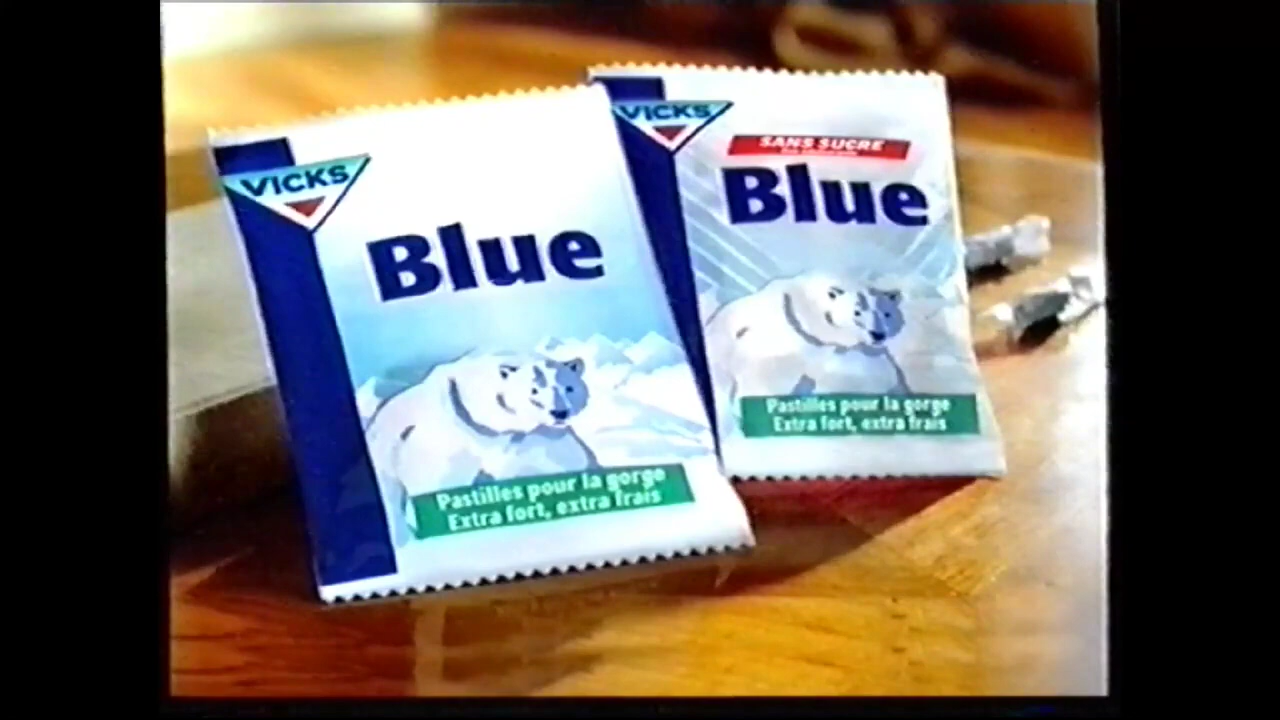 VICKS
Blue
Pastilles pour la gorge
Extra fort, extra frais
VICKS
SANS SUCRE
Blue
Pastilles pour la gorge
Extra fort, extra frais